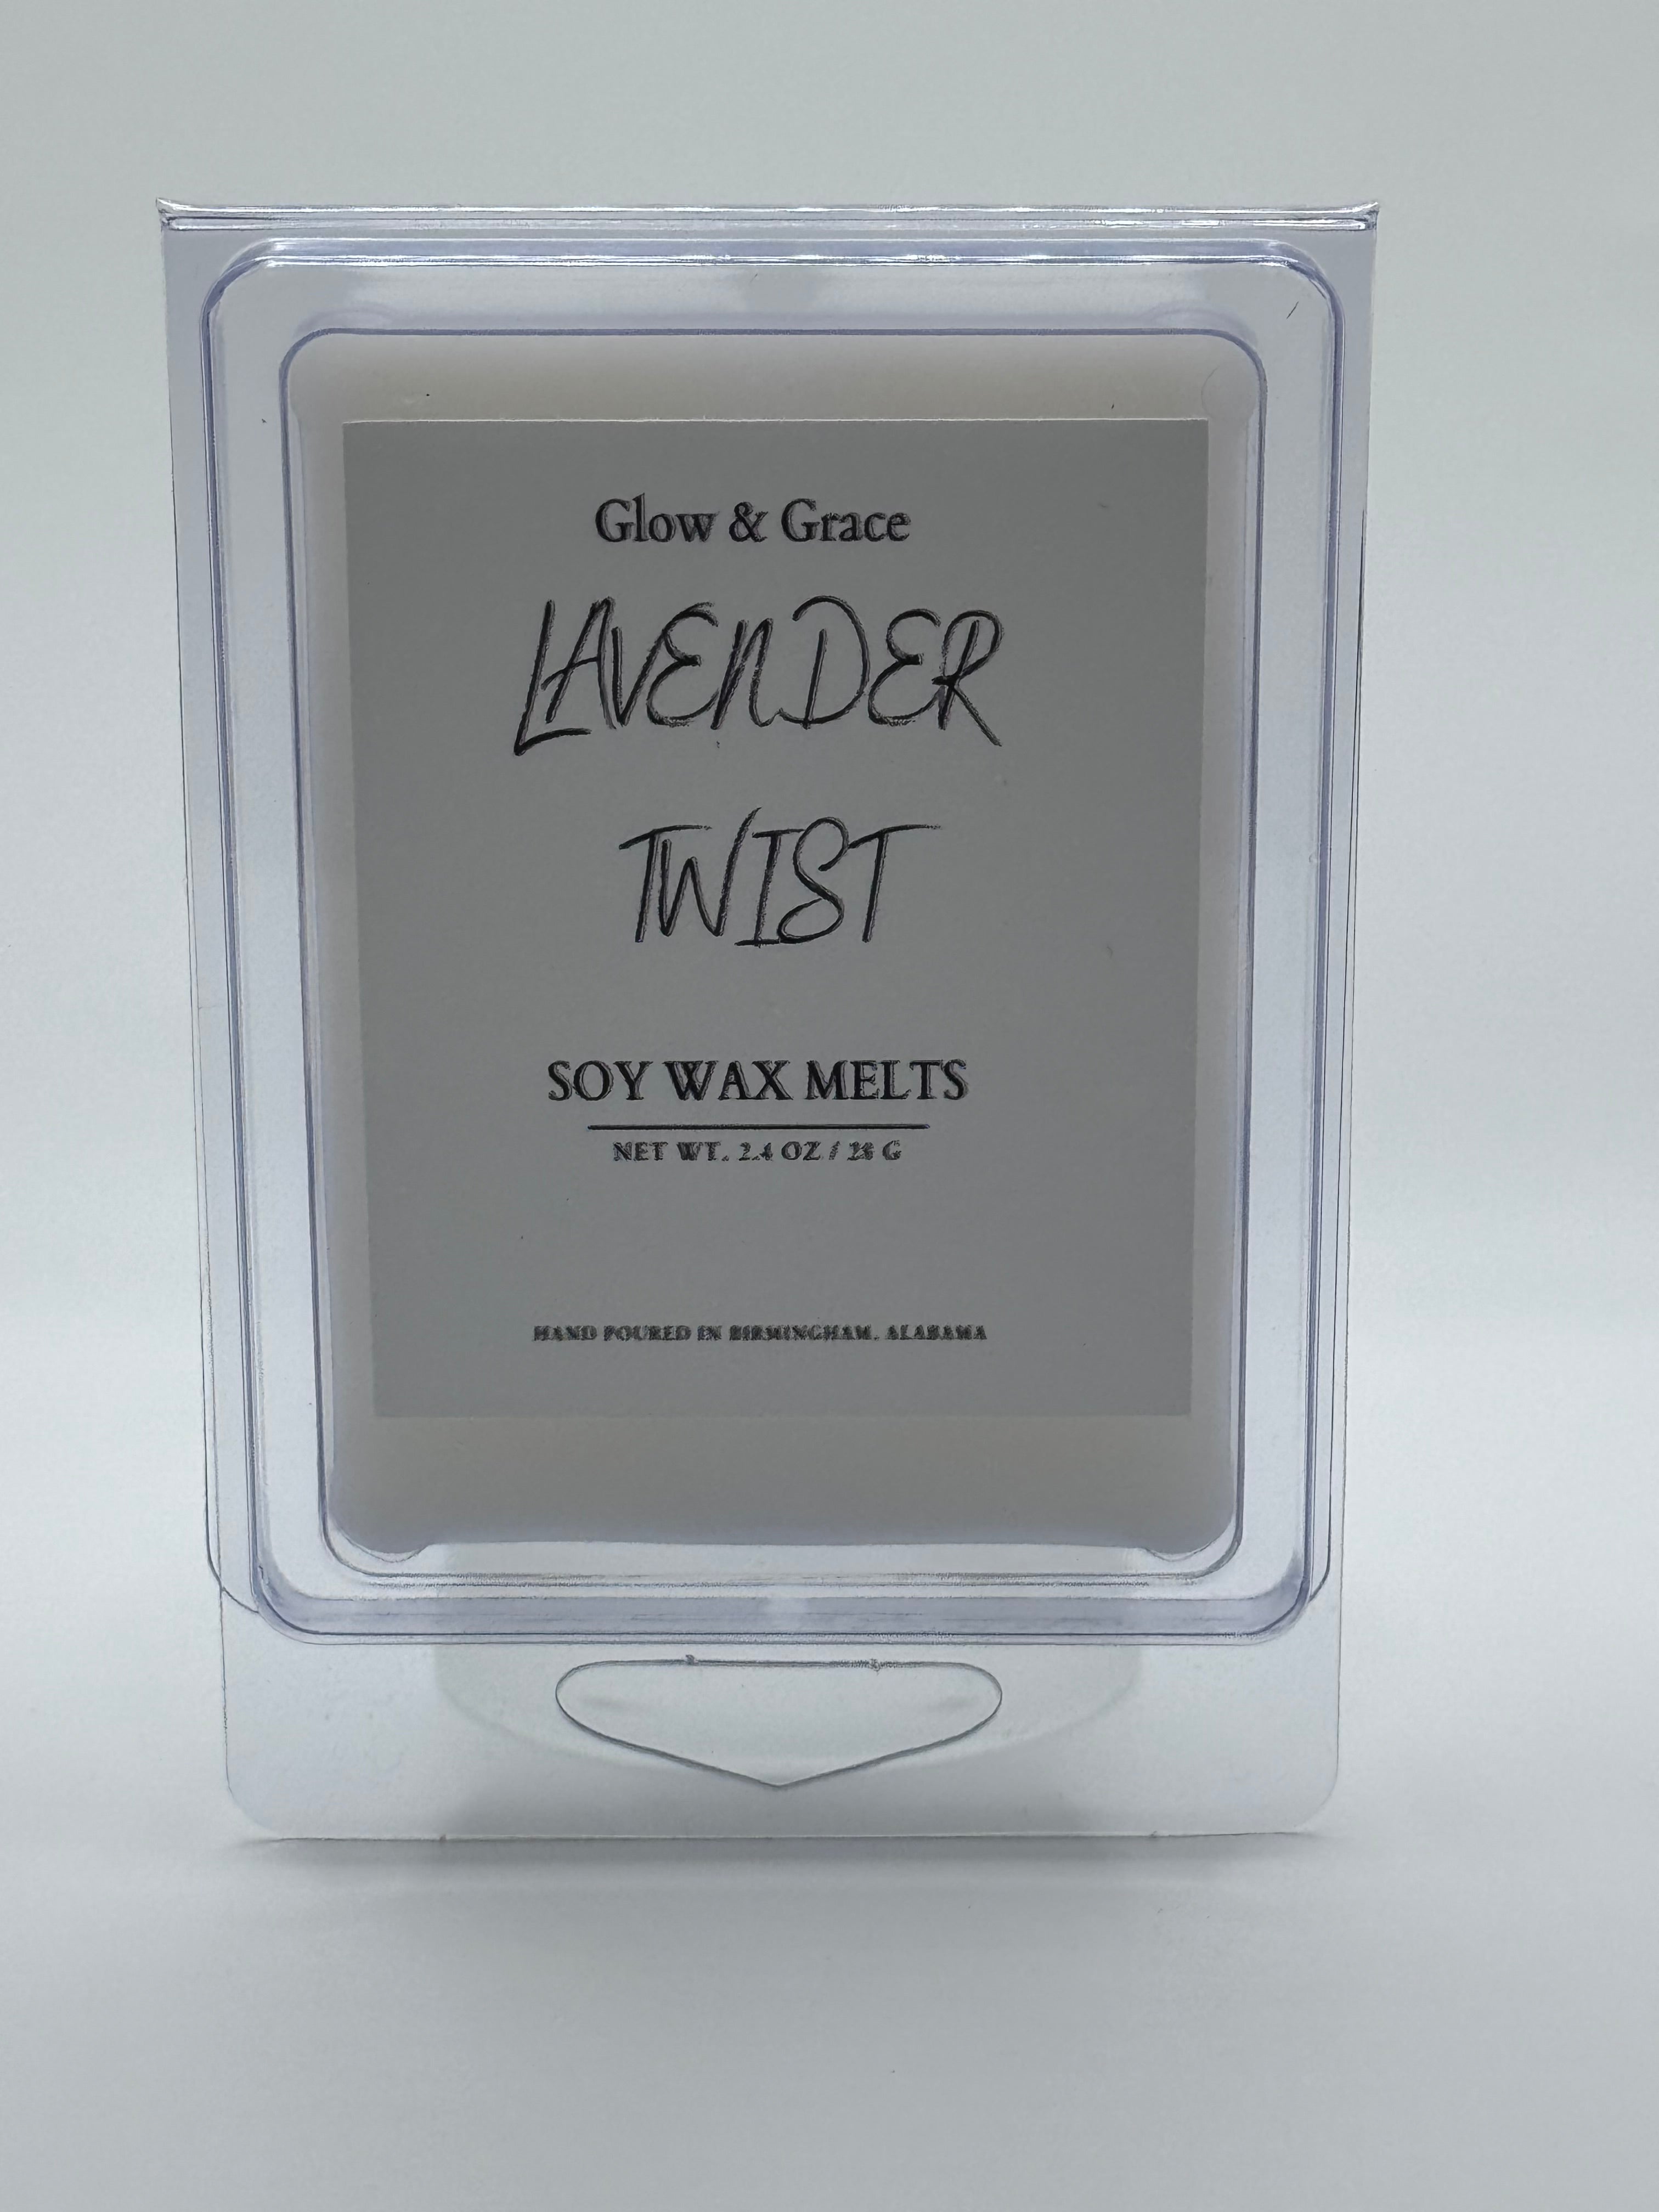 Glow & Grace
LAVENDER
TWIST
SOY WAX MELTS
NET WT. 2.4 OZ / 28 G
HAND POURED IN BIRMINGHAM, ALABAMA